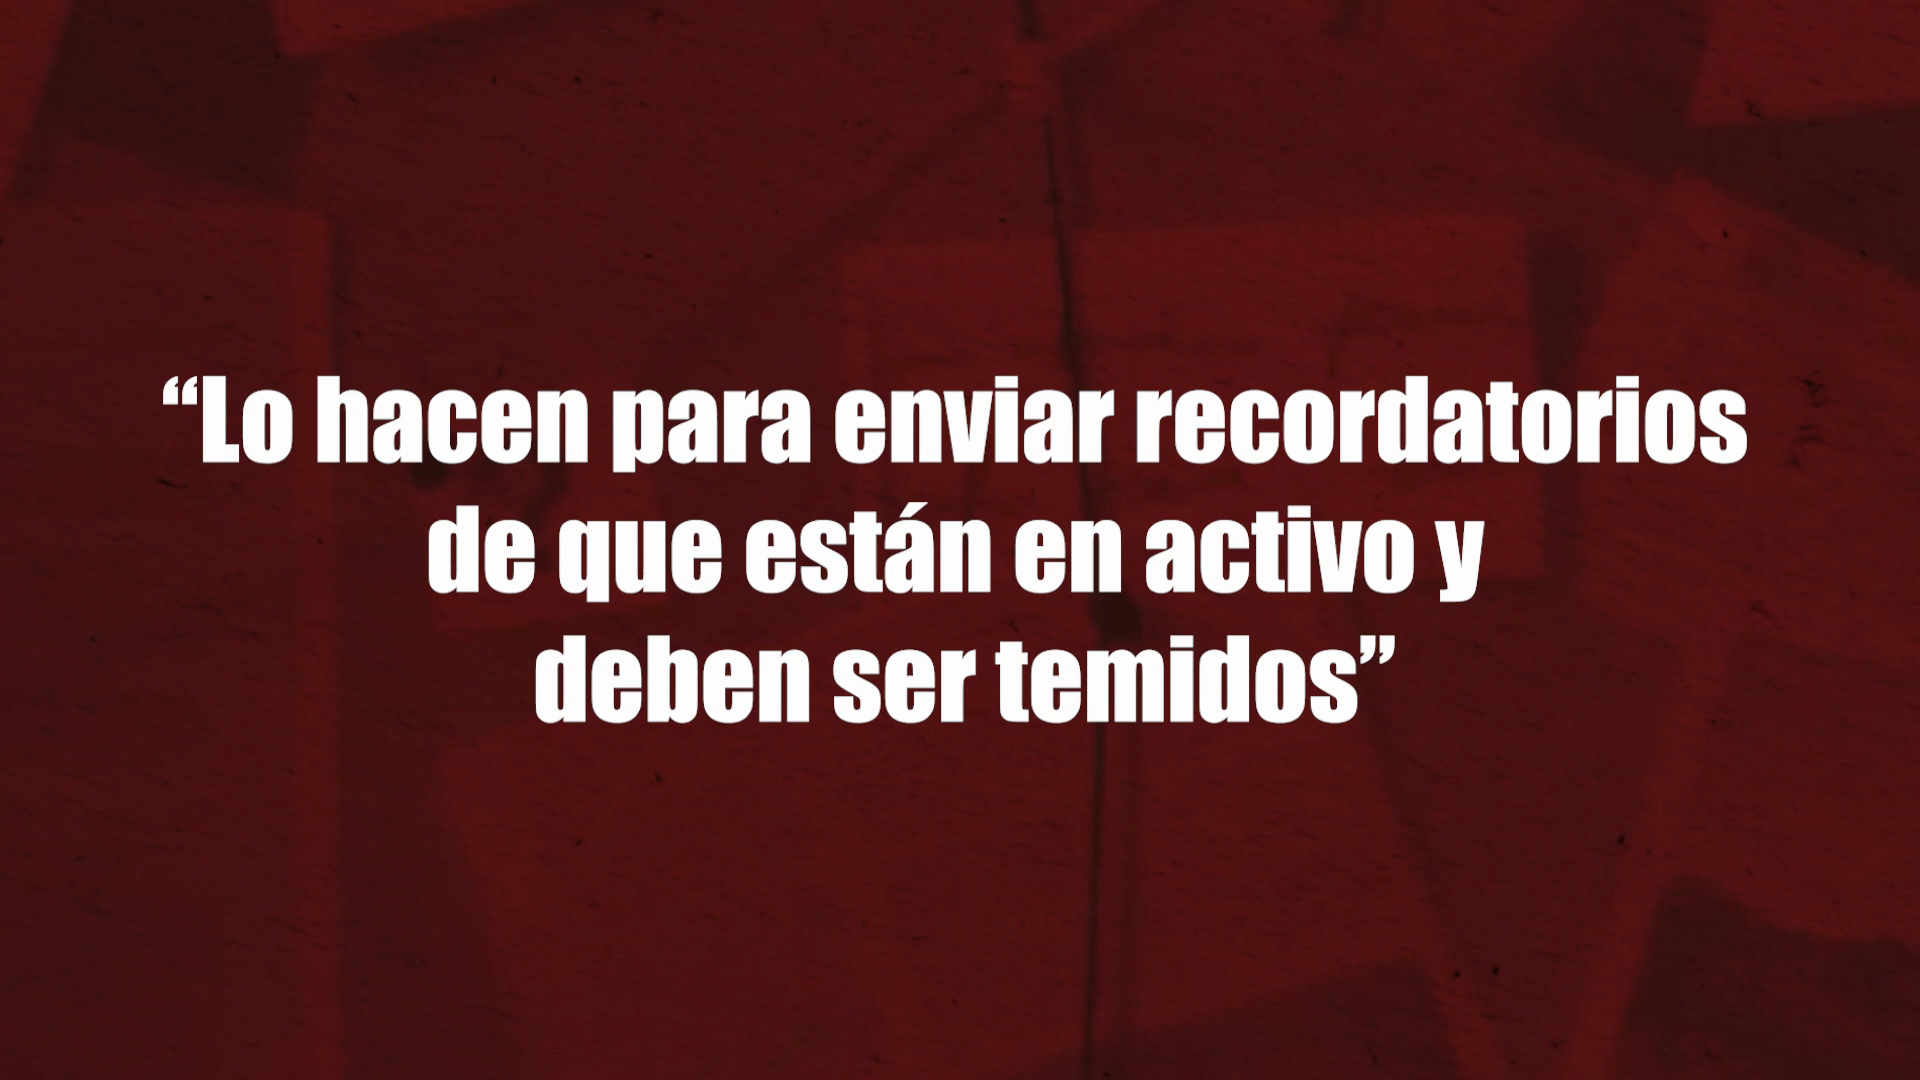 “Lo hacen para enviar recordatorios
de que están en activo y
deben ser temidos”